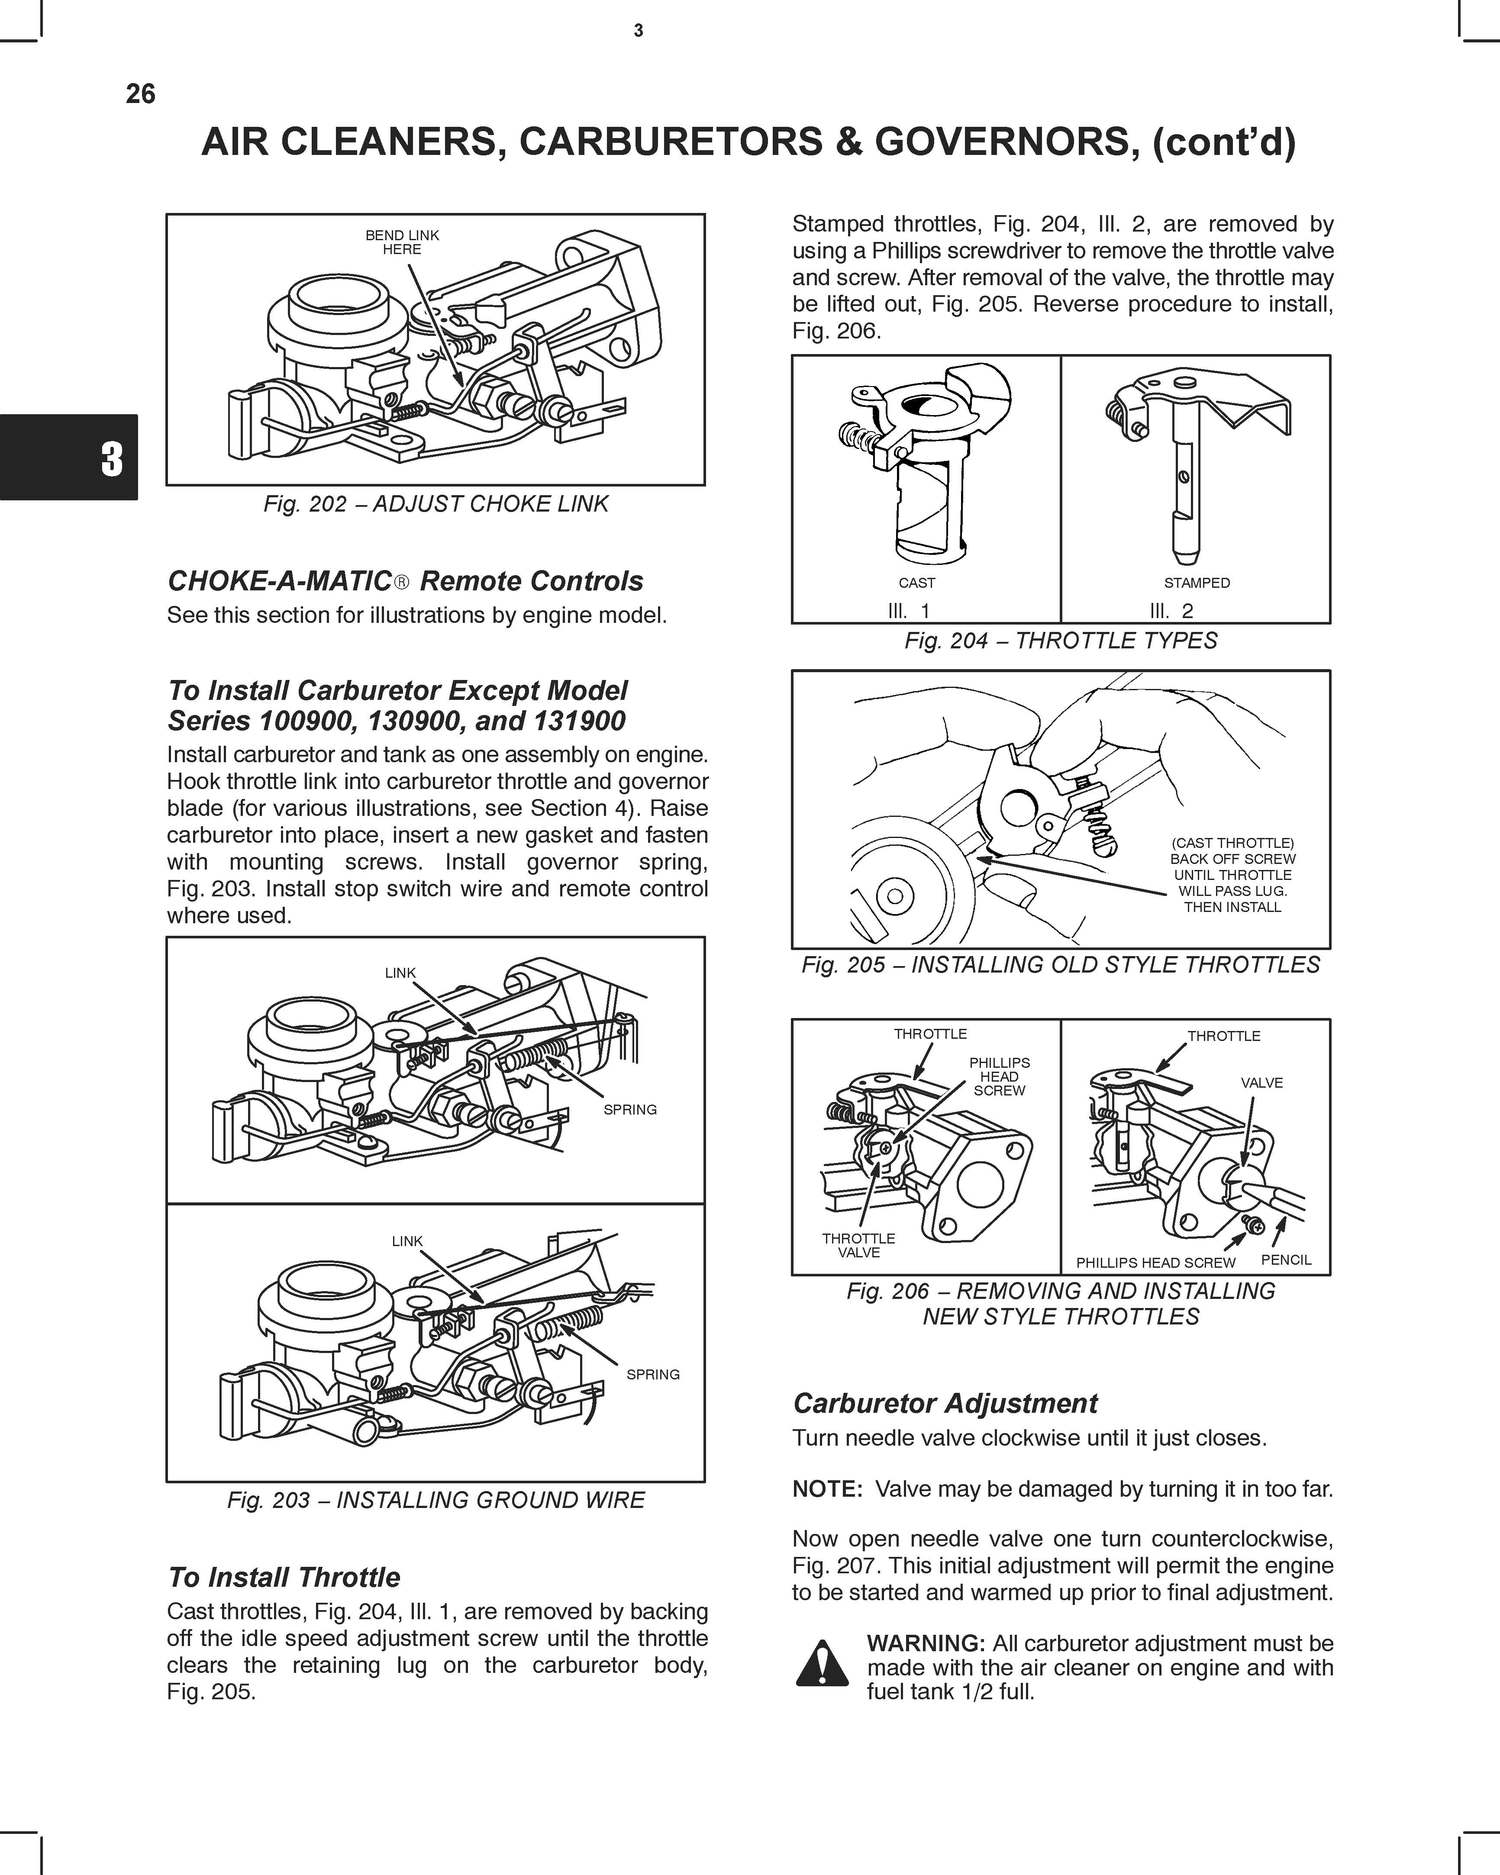 3
26
AIR CLEANERS, CARBURETORS & GOVERNORS, (cont’d)
3
BEND LINK
HERE
Fig. 202 – ADJUST CHOKE LINK
CHOKE-A-MATIC® Remote Controls
See this section for illustrations by engine model.
To Install Carburetor Except Model
Series 100900, 130900, and 131900
Install carburetor and tank as one assembly on engine.
Hook throttle link into carburetor throttle and governor
blade (for various illustrations, see Section 4). Raise
carburetor into place, insert a new gasket and fasten
with mounting screws. Install governor spring,
Fig. 203. Install stop switch wire and remote control
where used.
LINK
SPRING
LINK
SPRING
Fig. 203 – INSTALLING GROUND WIRE
To Install Throttle
Cast throttles, Fig. 204, Ill. 1, are removed by backing
off the idle speed adjustment screw until the throttle
clears the retaining lug on the carburetor body,
Fig. 205.
Stamped throttles, Fig. 204, Ill. 2, are removed by
using a Phillips screwdriver to remove the throttle valve
and screw. After removal of the valve, the throttle may
be lifted out, Fig. 205. Reverse procedure to install,
Fig. 206.
CAST
Ill. 1
STAMPED
Ill. 2
Fig. 204 – THROTTLE TYPES
(CAST THROTTLE)
BACK OFF SCREW
UNTIL THROTTLE
WILL PASS LUG.
THEN INSTALL
Fig. 205 – INSTALLING OLD STYLE THROTTLES
THROTTLE
PHILLIPS
HEAD
SCREW
THROTTLE
VALVE
THROTTLE
VALVE
PHILLIPS HEAD SCREW
PENCIL
Fig. 206 – REMOVING AND INSTALLING
NEW STYLE THROTTLES
Carburetor Adjustment
Turn needle valve clockwise until it just closes.
NOTE: Valve may be damaged by turning it in too far.
Now open needle valve one turn counterclockwise,
Fig. 207. This initial adjustment will permit the engine
to be started and warmed up prior to final adjustment.
WARNING: All carburetor adjustment must be
made with the air cleaner on engine and with
fuel tank 1/2 full.